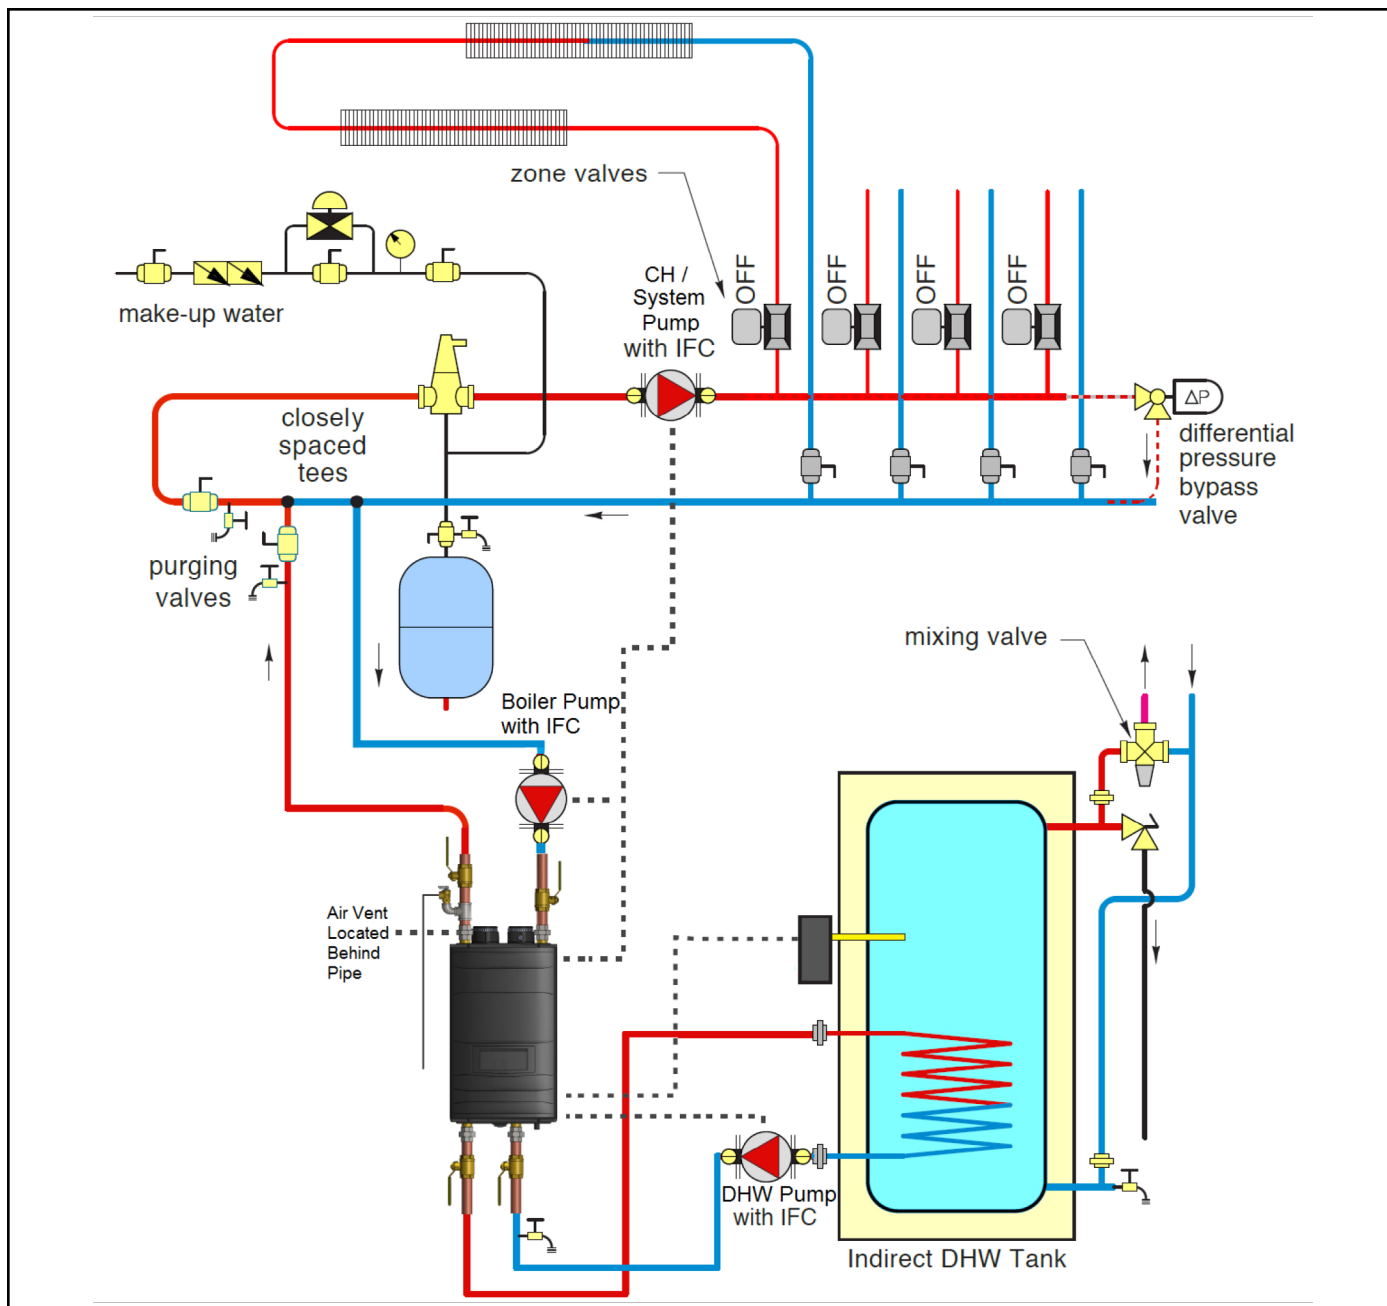 zone valves
OFF
OFF
OFF
OFF
CH /
System
Pump
with IFC
make-up water
closely
spaced
tees
ΔP
differential
pressure
bypass
valve
purging
valves
mixing valve
Boiler Pump
with IFC
Air Vent
Located
Behind
Pipe
DHW Pump
with IFC
Indirect DHW Tank